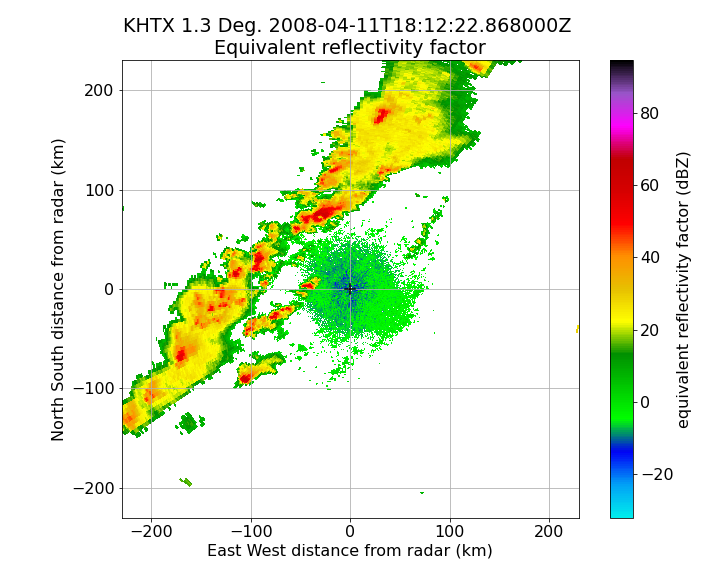 KHTX 1.3 Deg. 2008-04-11T18:12:22.868000Z
Equivalent reflectivity factor
North South distance from radar (km)
200
100
0
−100
−200
−200 −100 0 100 200
East West distance from radar (km)
80
60
40
20
0
−20
equivalent reflectivity factor (dBZ)